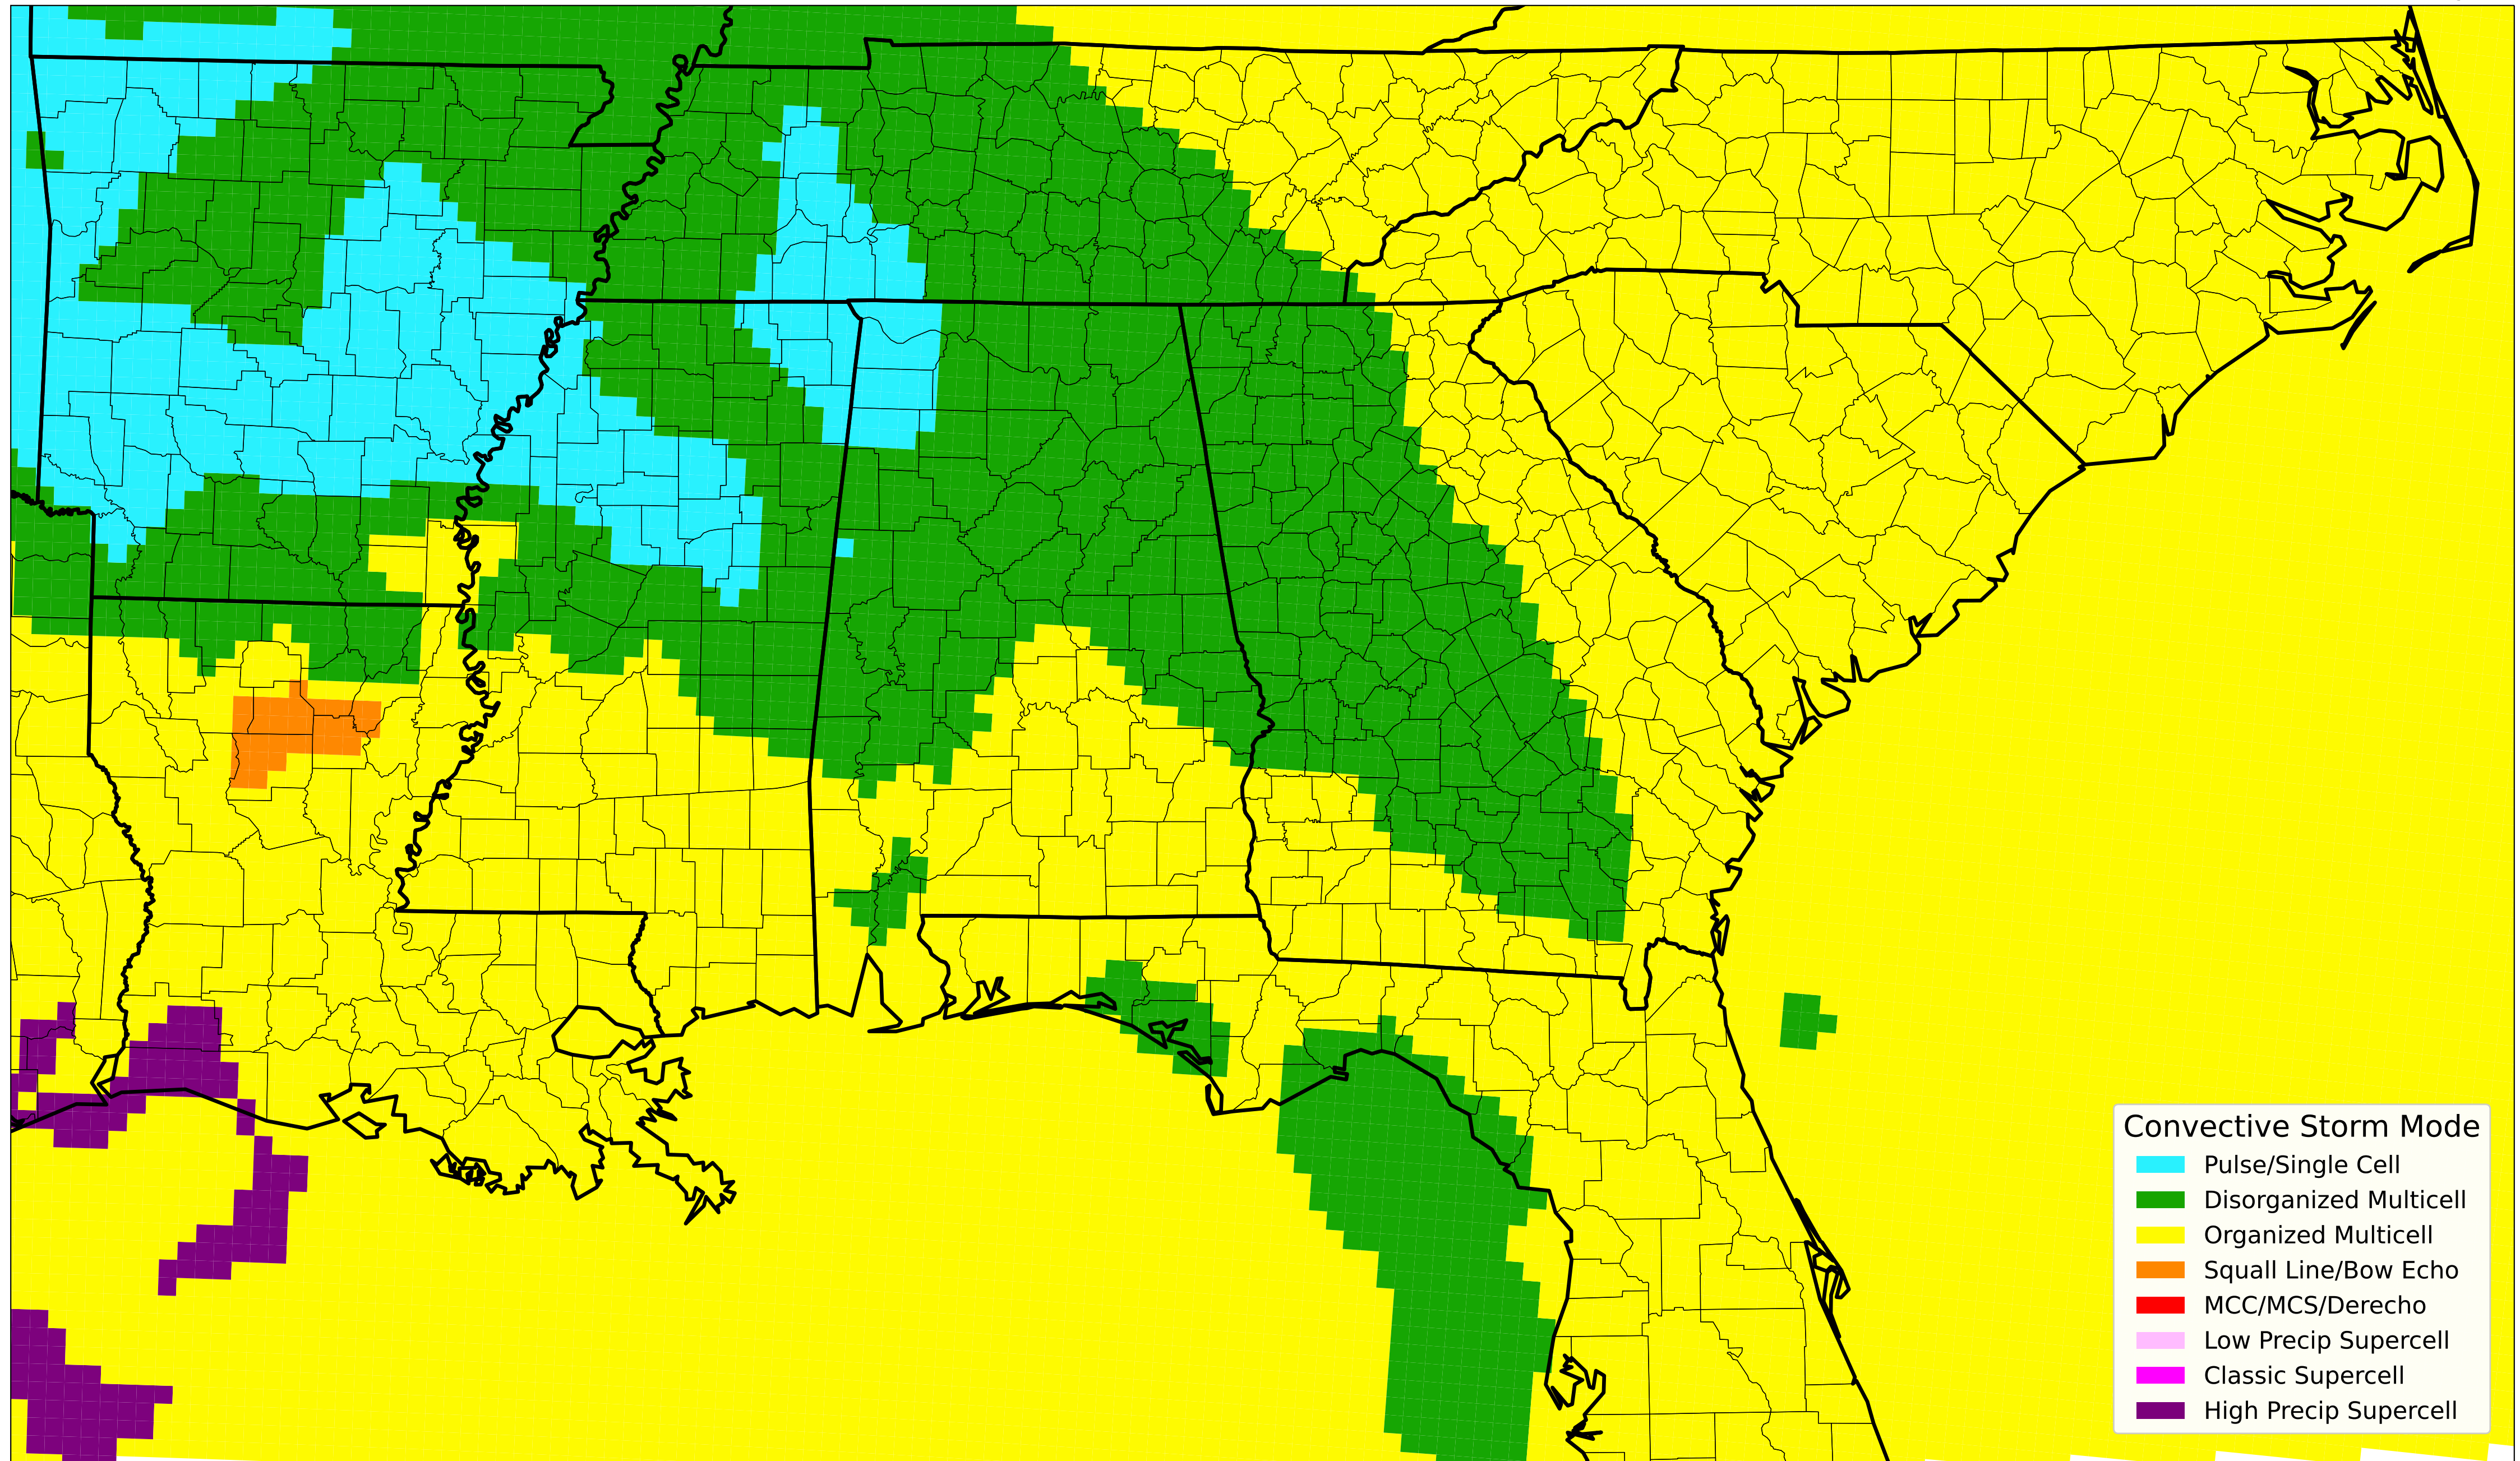 Convective Storm Mode
Pulse/Single Cell
Disorganized Multicell
Organized Multicell
Squall Line/Bow Echo
MCC/MCS/Derecho
Low Precip Supercell
Classic Supercell
High Precip Supercell